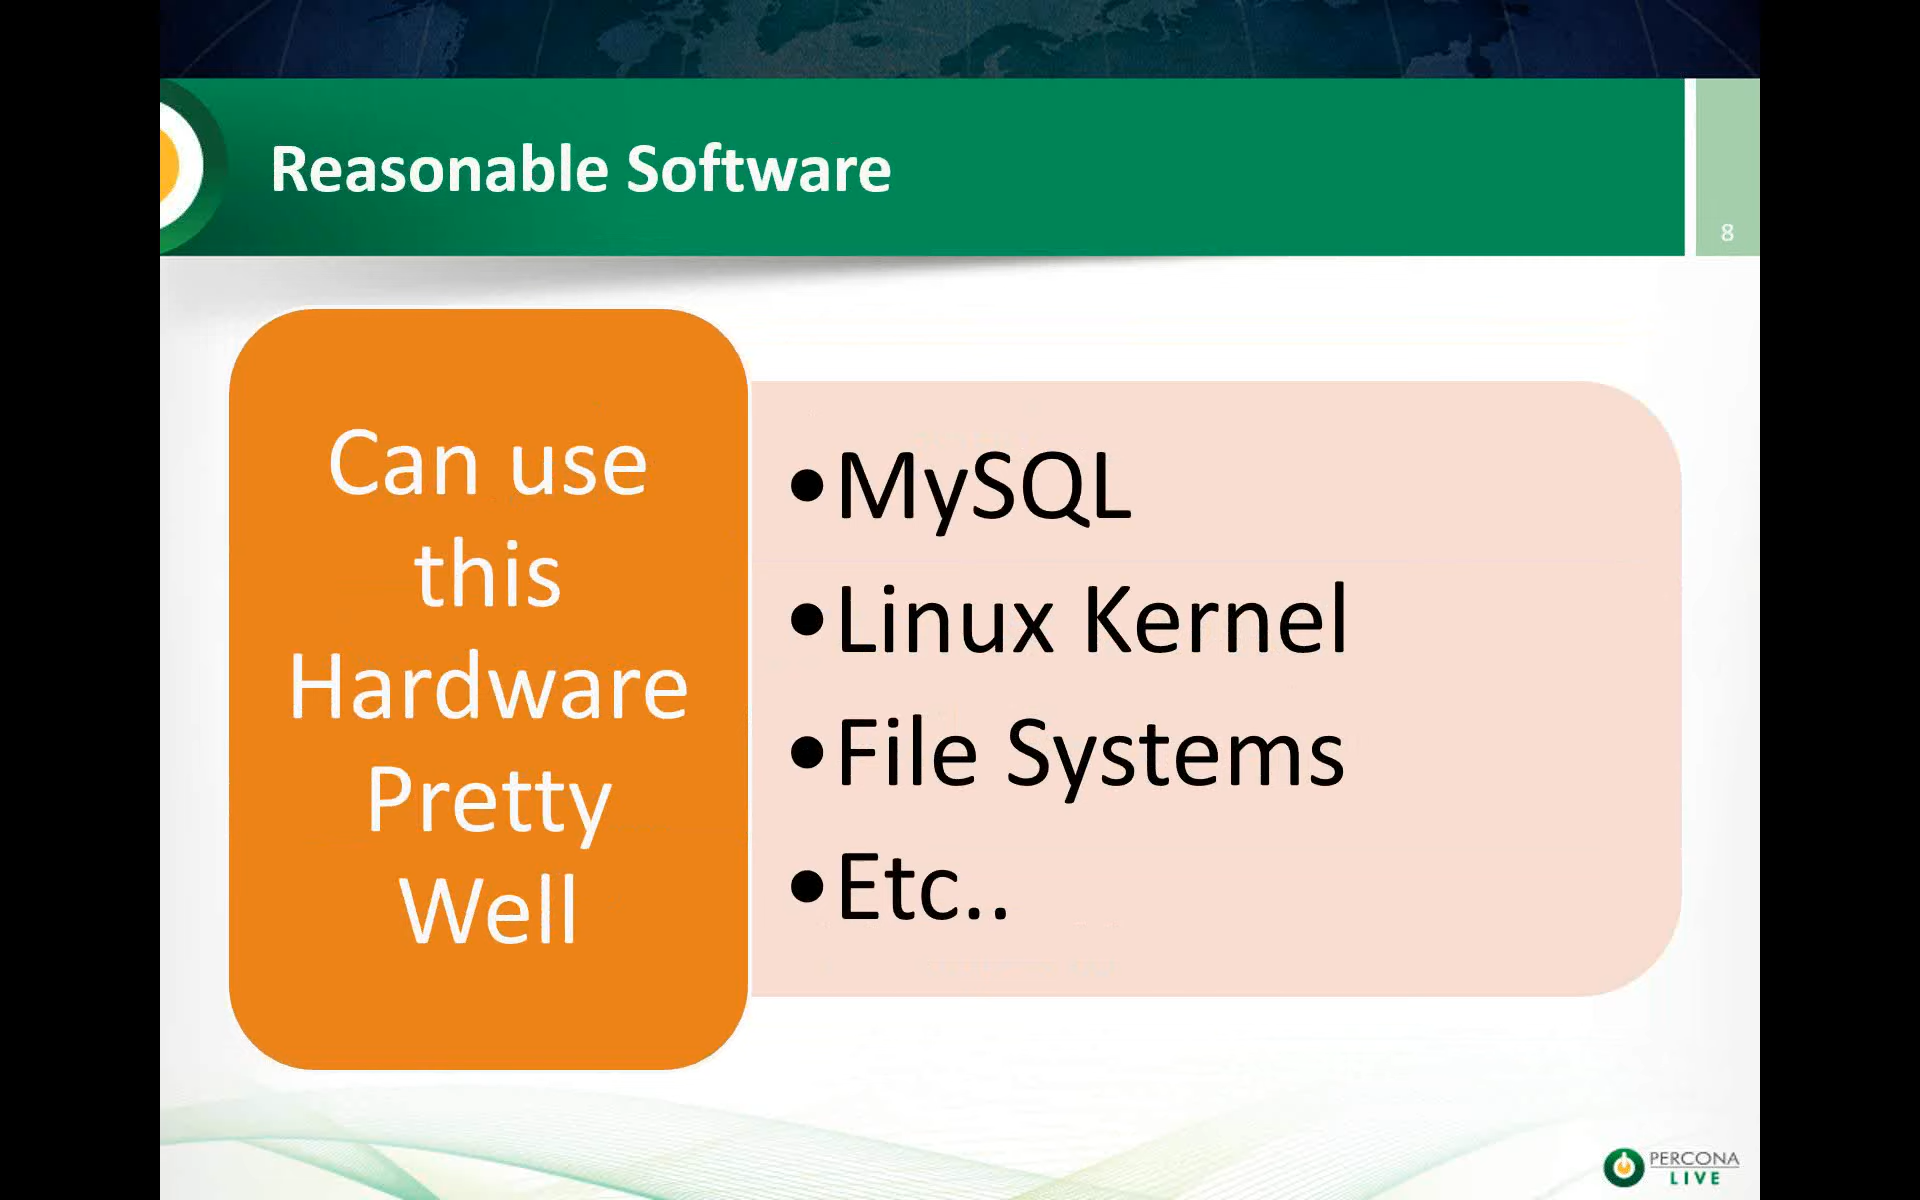 Reasonable Software
8
Can use
this
Hardware
Pretty
Well
•MySQL
•Linux Kernel
•File Systems
•Etc..
PERCONA
LIVE